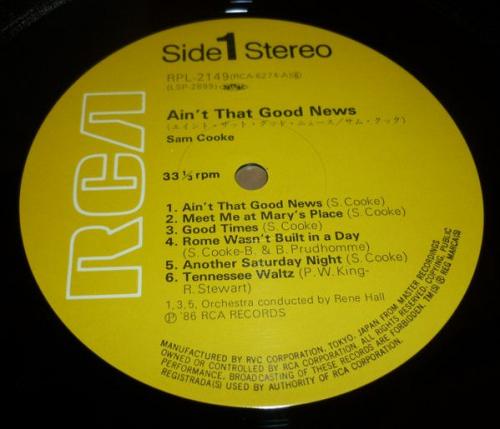 Side 1 Stereo
RPL-2149 (RCA-6274-A)
(LSP-2899)
Ain't That Good News
(エイント・ザット・グッド・ニュース/サム・クック)
Sam Cooke
RCA
33 1/3 rpm
1. Ain't That Good News (S. Cooke)
2. Meet Me at Mary's Place (S. Cooke)
3. Good Times (S. Cooke)
4. Rome Wasn't Built in a Day
(S. Cooke-B. & B. Prudhomme)
5. Another Saturday Night (S. Cooke)
6. Tennessee Waltz (P. W. King-
R. Stewart)
1, 3, 5, Orchestra conducted by Rene Hall
Ⓟ '86 RCA RECORDS
MANUFACTURED BY RVC CORPORATION, TOKYO, JAPAN FROM MASTER RECORDINGS
OWNED OR CONTROLLED BY RCA CORPORATION. ALL RIGHTS RESERVED. COPYING, PUBLIC
PERFORMANCE, BROADCASTING OF THESE RECORDS ARE FORBIDDEN. TM(S) ® REG MARCA(S)
REGISTRADA(S) USED BY AUTHORITY OF RCA CORPORATION.